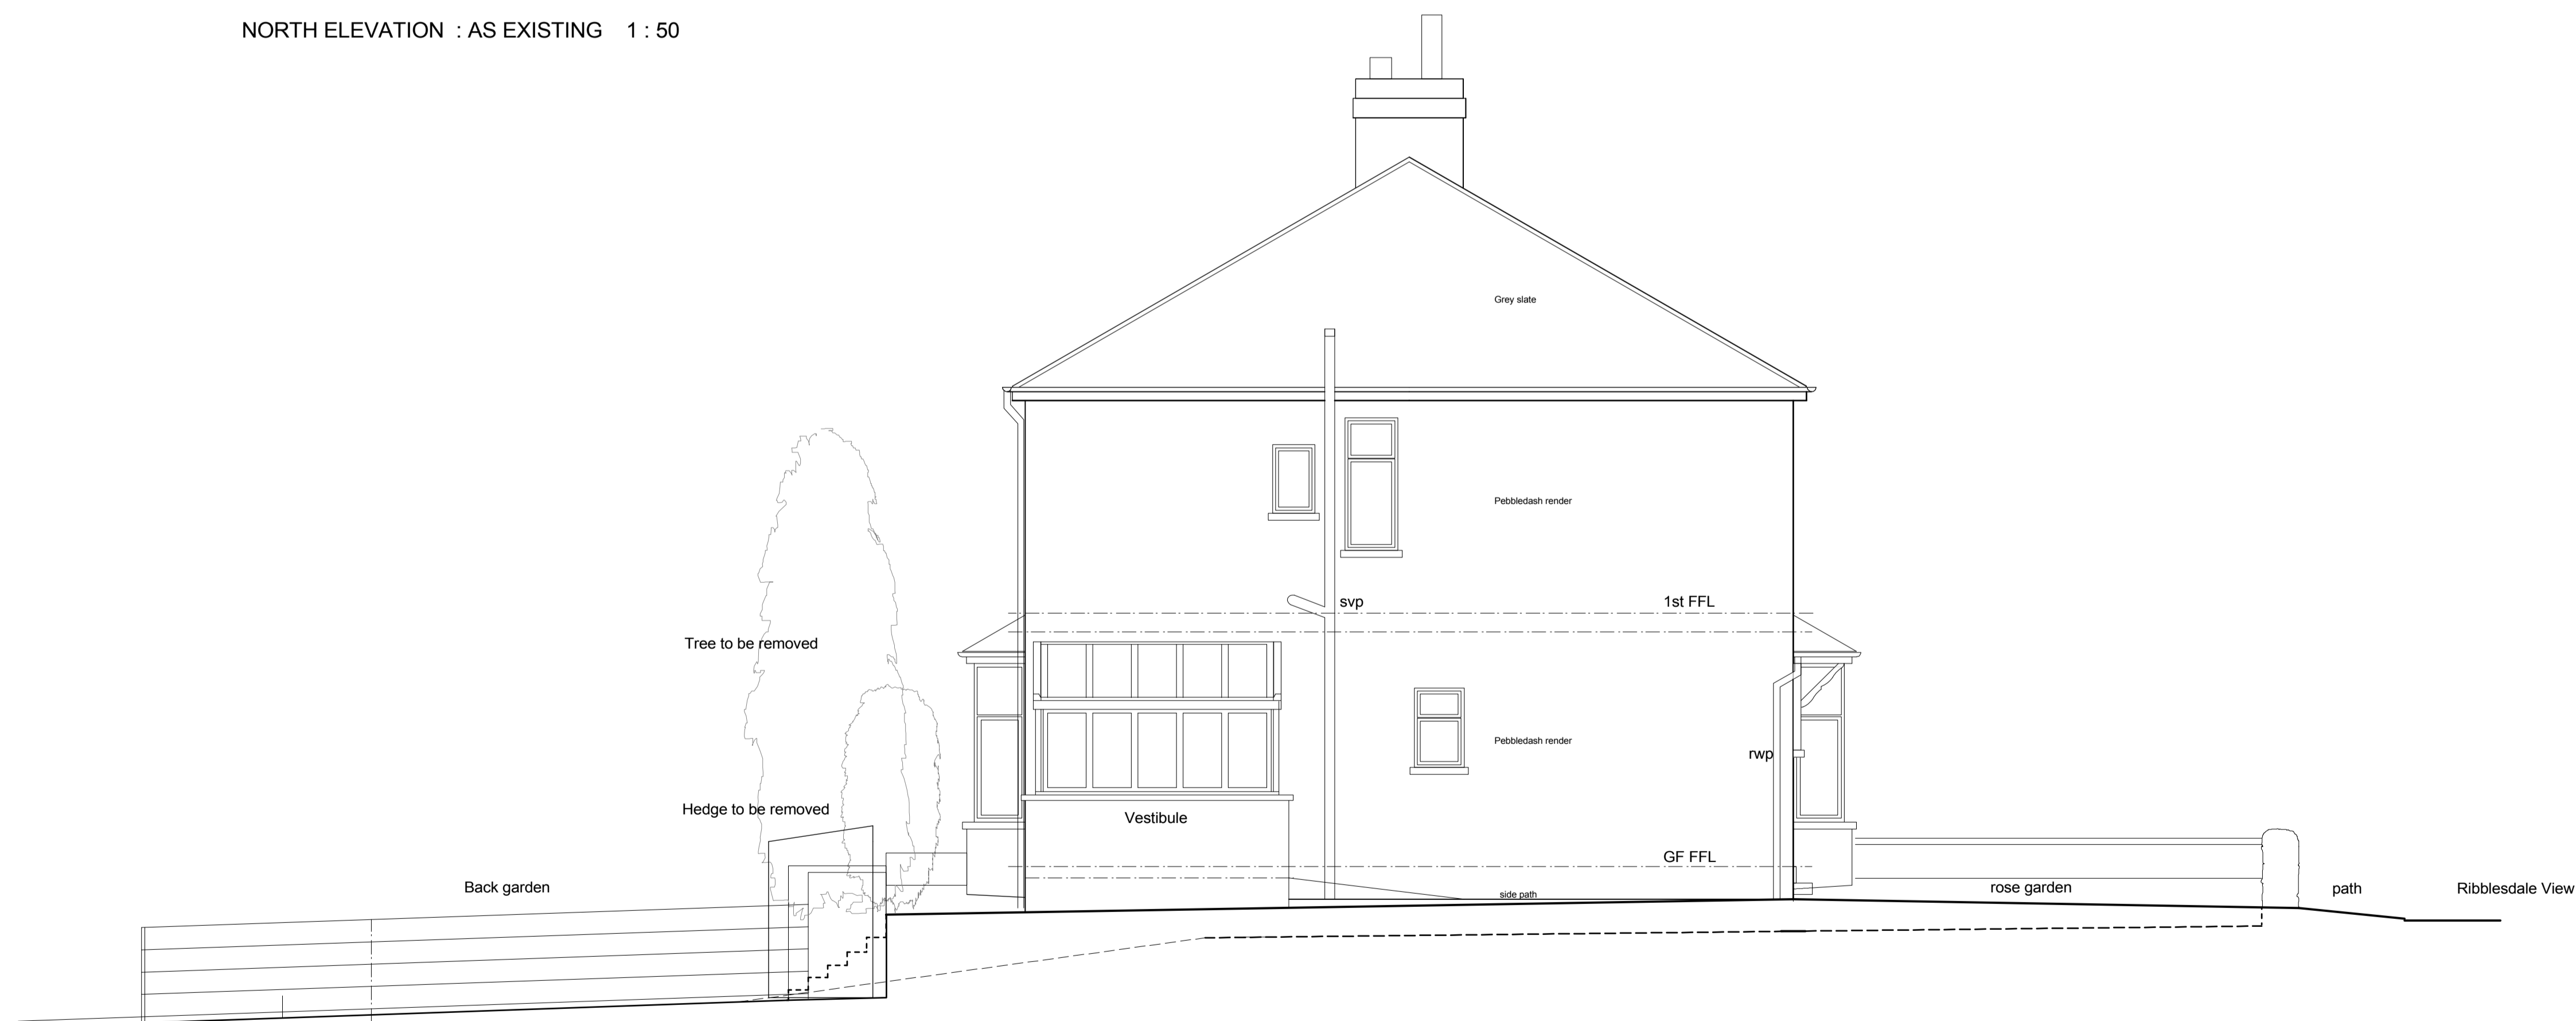 NORTH ELEVATION : AS EXISTING 1 : 50
Grey slate
Pebbledash render
svp
1st FFL
Tree to be removed
Pebbledash render
rwp
Hedge to be removed
Vestibule
GF FFL
Back garden
side path
rose garden
path
Ribblesdale View